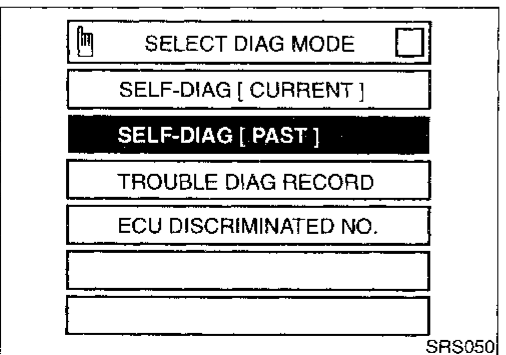 SELECT DIAG MODE
SELF-DIAG [ CURRENT ]
SELF-DIAG [ PAST ]
TROUBLE DIAG RECORD
ECU DISCRIMINATED NO.
SRS050